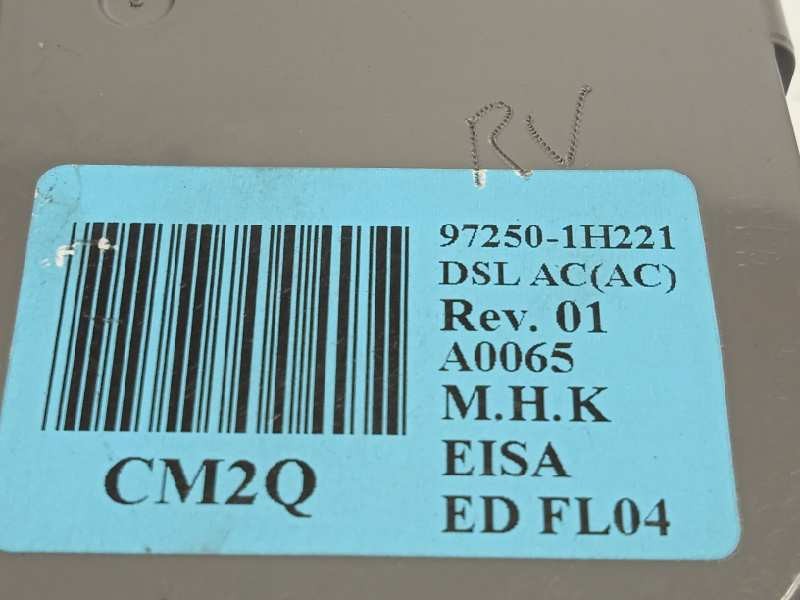 RV
97250-1H221
DSL AC(AC)
Rev. 01
A0065
M.H.K
EISA
ED FL04
CM2Q